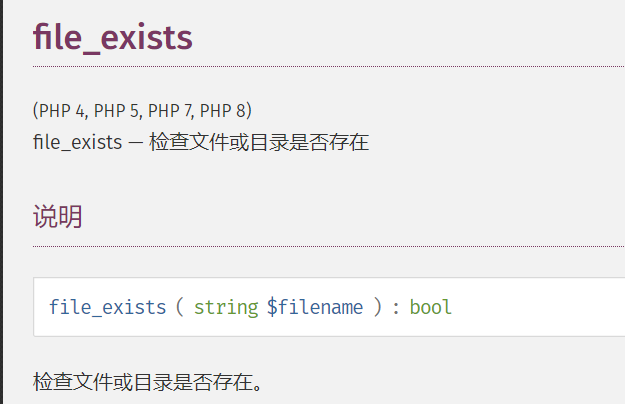 file_exists
(PHP 4, PHP 5, PHP 7, PHP 8)
file_exists — 检查文件或目录是否存在
说明
file_exists ( string $filename ) : bool
检查文件或目录是否存在。